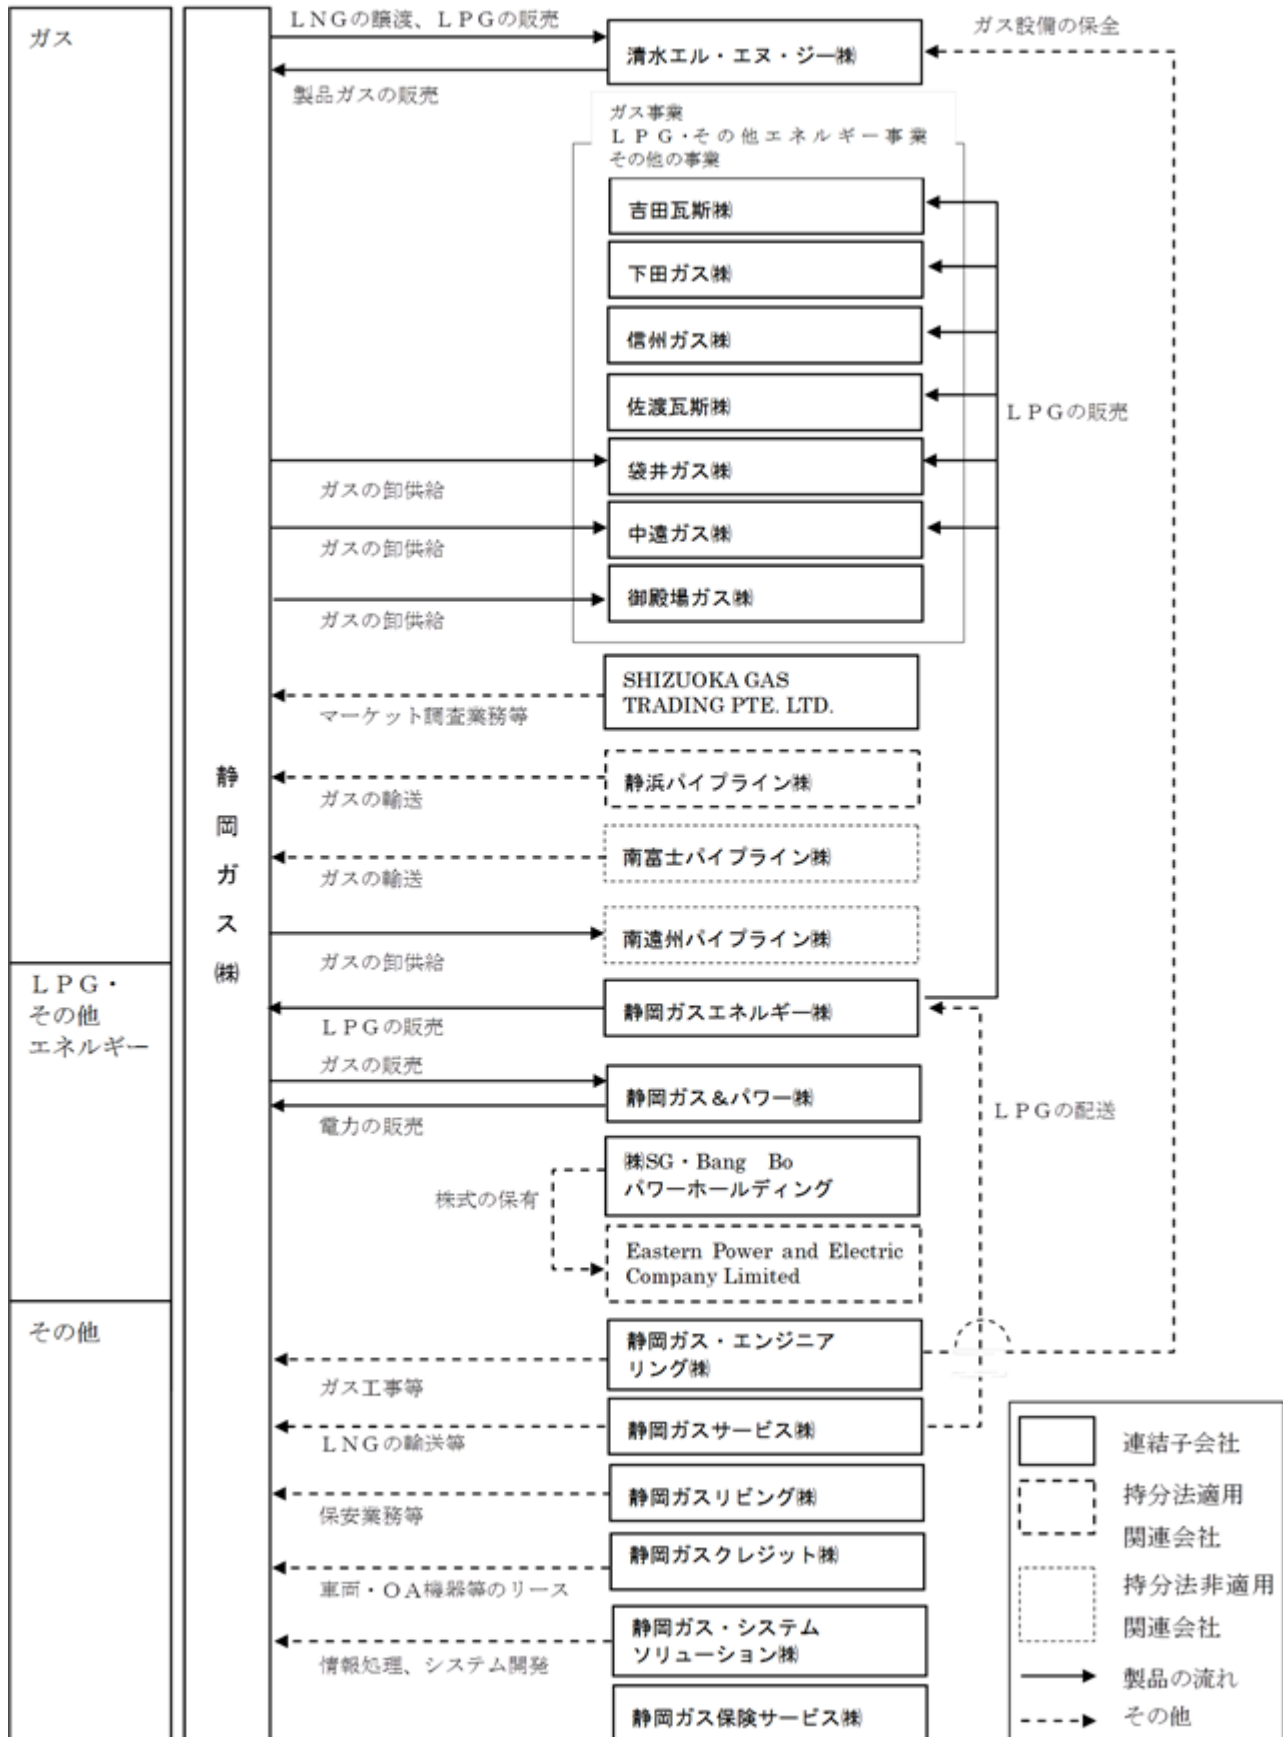 ガス
LNGの譲渡、LPGの販売
清水エル・エヌ・ジー㈱
製品ガスの販売
ガス設備の保全
ガス事業
LPG・その他エネルギー事業
その他の事業
吉田瓦斯㈱
下田ガス㈱
信州ガス㈱
佐渡瓦斯㈱
LPGの販売
袋井ガス㈱
ガスの卸供給
中遠ガス㈱
ガスの卸供給
御殿場ガス㈱
ガスの卸供給
SHIZUOKA GAS
TRADING PTE. LTD.
マーケット調査業務等
静岡ガス㈱
静浜パイプライン㈱
ガスの輸送
南富士パイプライン㈱
ガスの輸送
南遠州パイプライン㈱
ガスの卸供給
LPG・
その他
エネルギー
静岡ガスエネルギー㈱
LPGの販売
ガスの販売
静岡ガス&パワー㈱
電力の販売
LPGの配送
㈱SG・Bang Bo
パワーホールディング
株式の保有
Eastern Power and Electric
Company Limited
その他
静岡ガス・エンジニア
リング㈱
ガス工事等
静岡ガスサービス㈱
LNGの輸送等
静岡ガスリビング㈱
保安業務等
静岡ガスクレジット㈱
車両・OA機器等のリース
静岡ガス・システム
ソリューション㈱
情報処理、システム開発
静岡ガス保険サービス㈱
連結子会社
持分法適用
関連会社
持分法非適用
関連会社
製品の流れ
その他